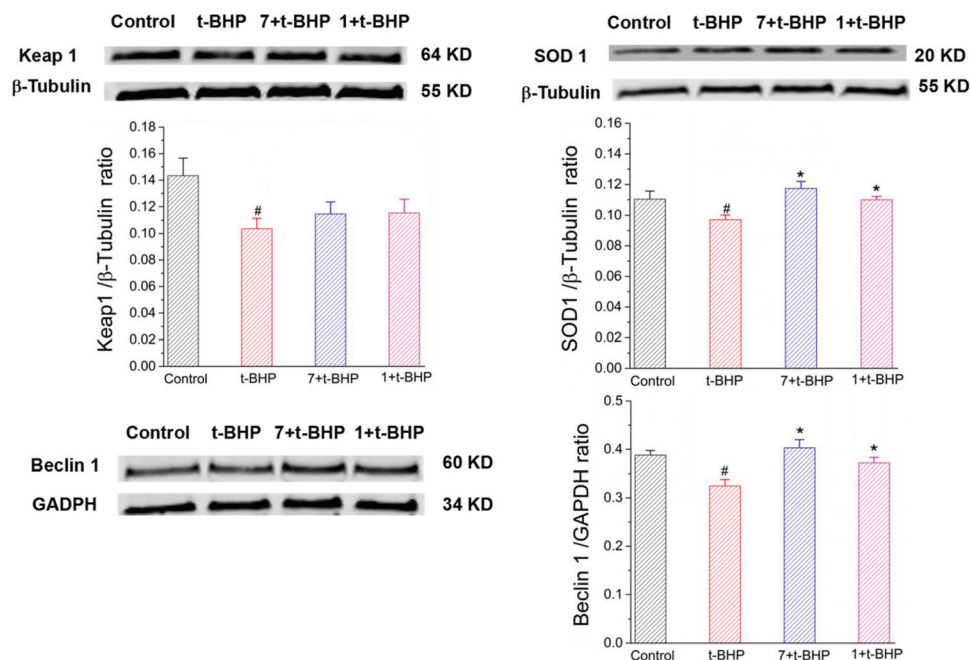 Control t-BHP 7+t-BHP 1+t-BHP
Keap 1 64 KD
β-Tubulin 55 KD
0.18
0.16
0.14
0.12
0.10
0.08
0.06
0.04
0.02
0.00
Keap1 /β-Tubulin ratio
#
Control t-BHP 7+t-BHP 1+t-BHP
Control t-BHP 7+t-BHP 1+t-BHP
SOD 1 20 KD
β-Tubulin 55 KD
0.16
0.14
0.12
0.10
0.08
0.06
0.04
0.02
0.00
SOD1 /β-Tubulin ratio
# * *
Control t-BHP 7+t-BHP 1+t-BHP
Control t-BHP 7+t-BHP 1+t-BHP
Beclin 1 60 KD
GADPH 34 KD
0.5
0.4
0.3
0.2
0.1
0.0
Beclin 1 /GAPDH ratio
# * *
Control t-BHP 7+t-BHP 1+t-BHP